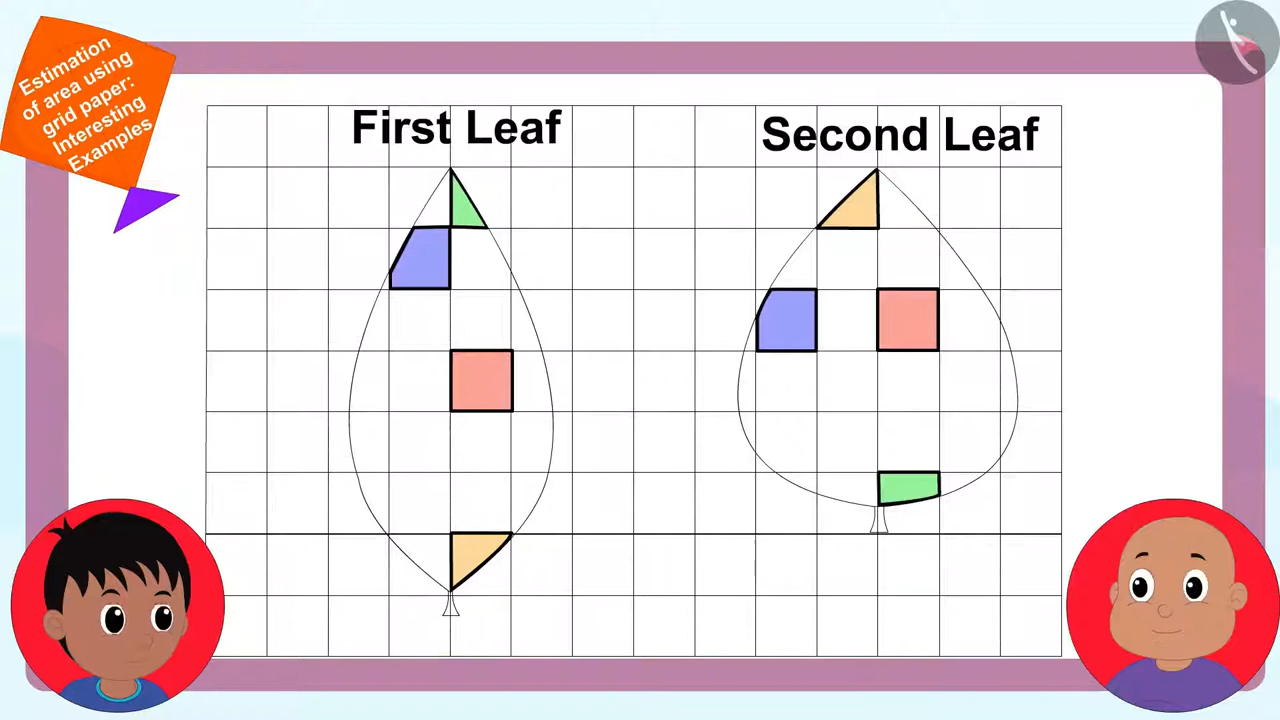 Estimation
of area using
grid paper:
Interesting
Examples
First Leaf
Second Leaf